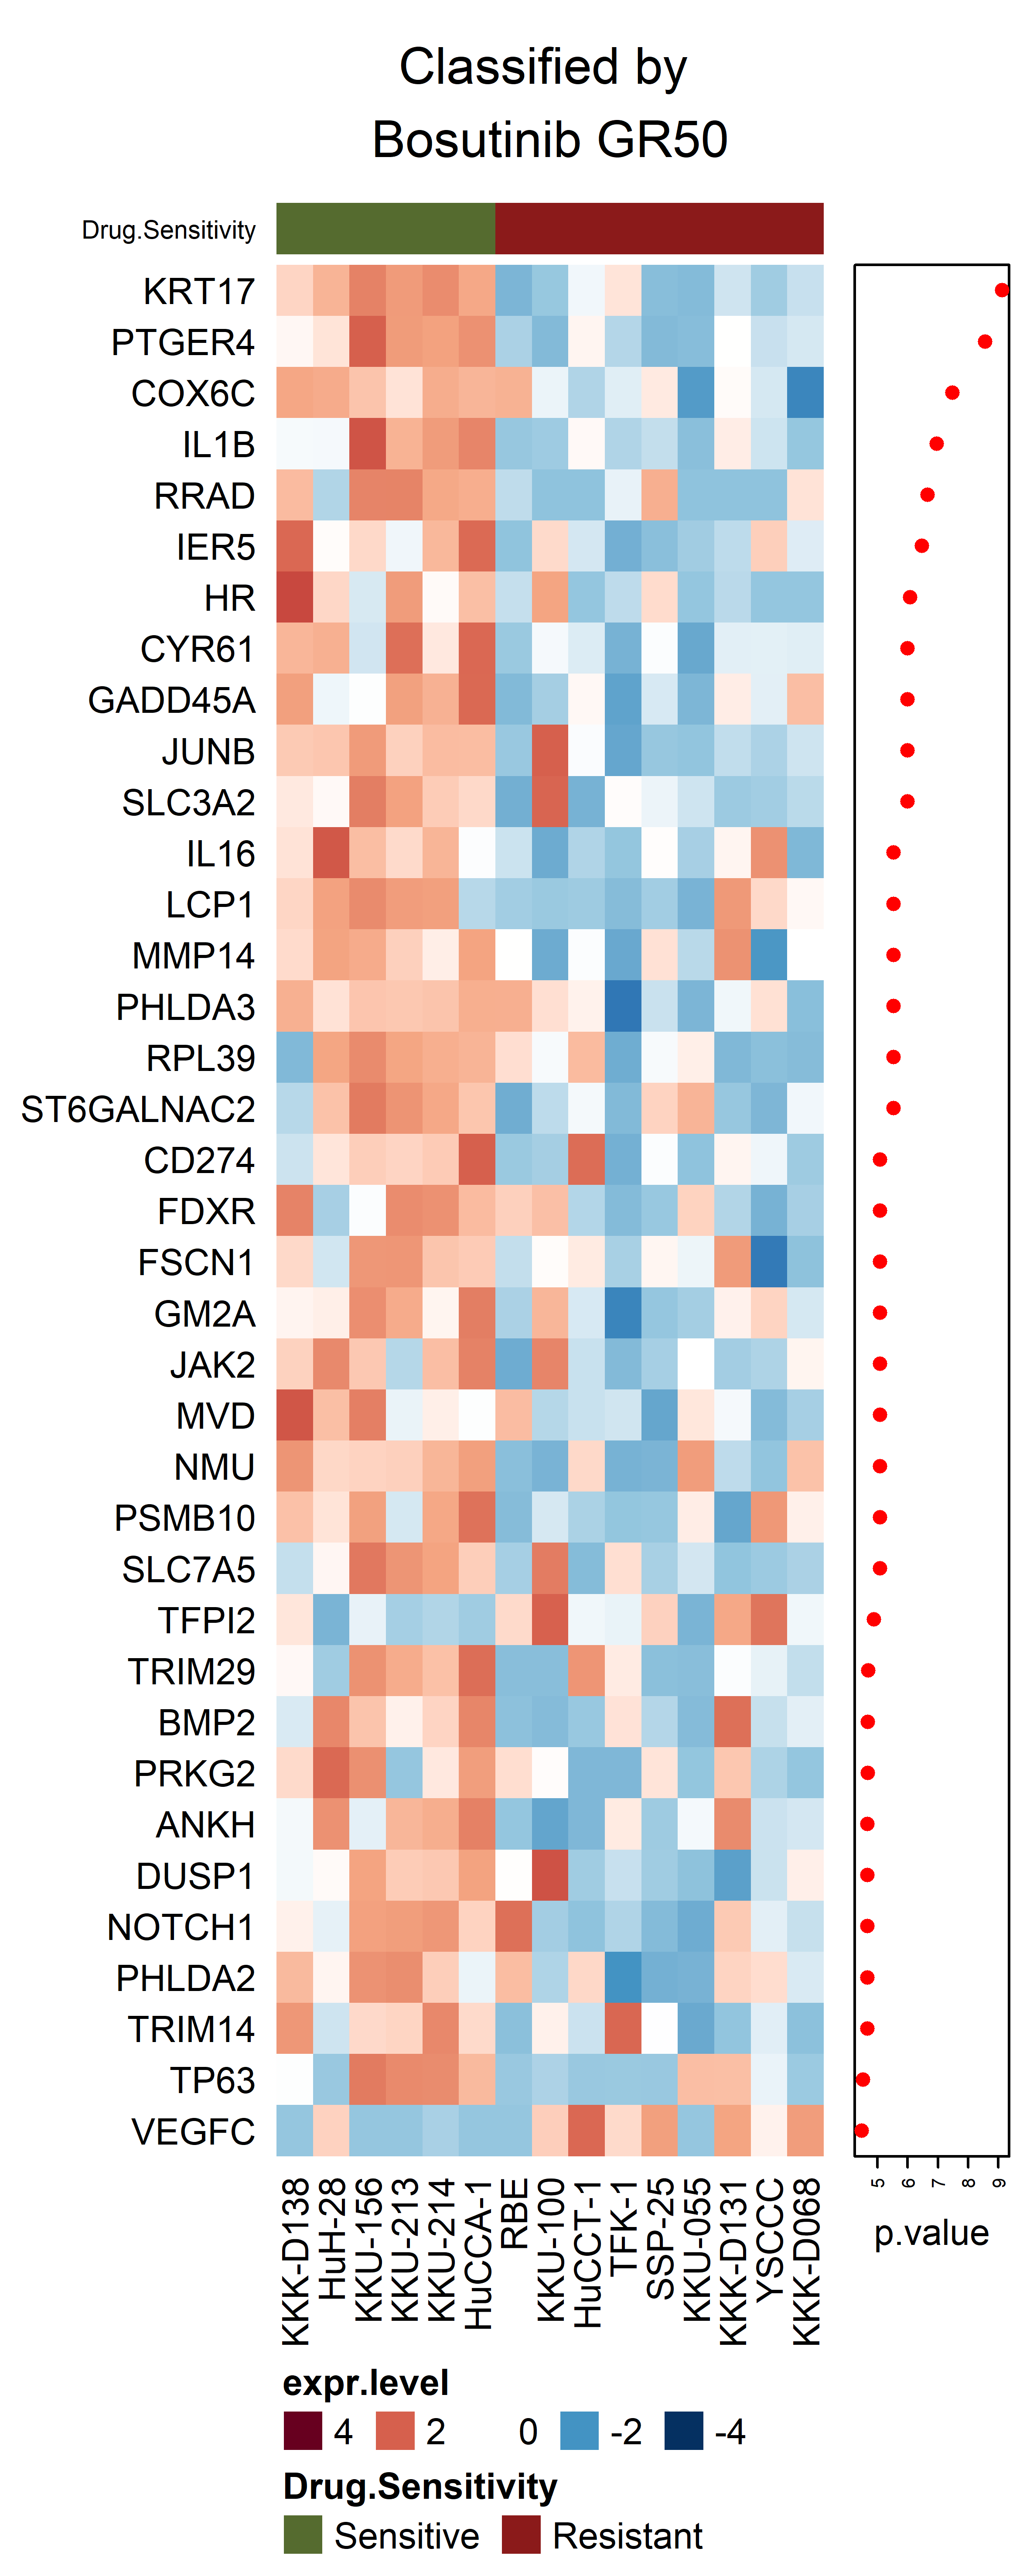 Classified by
Bosutinib GR50
Drug.Sensitivity
KRT17
PTGER4
COX6C
IL1B
RRAD
IER5
HR
CYR61
GADD45A
JUNB
SLC3A2
IL16
LCP1
MMP14
PHLDA3
RPL39
ST6GALNAC2
CD274
FDXR
FSCN1
GM2A
JAK2
MVD
NMU
PSMB10
SLC7A5
TFPI2
TRIM29
BMP2
PRKG2
ANKH
DUSP1
NOTCH1
PHLDA2
TRIM14
TP63
VEGFC
5 6 7 8 9
p.value
KKK-D138 HuH-28 KKU-156 KKU-213 KKU-214 HuCCA-1 RBE KKU-100 HuCCT-1 TFK-1 SSP-25 KKU-055 KKK-D131 YSCCC KKK-D068
expr.level
4 2 0 -2 -4
Drug.Sensitivity
Sensitive Resistant